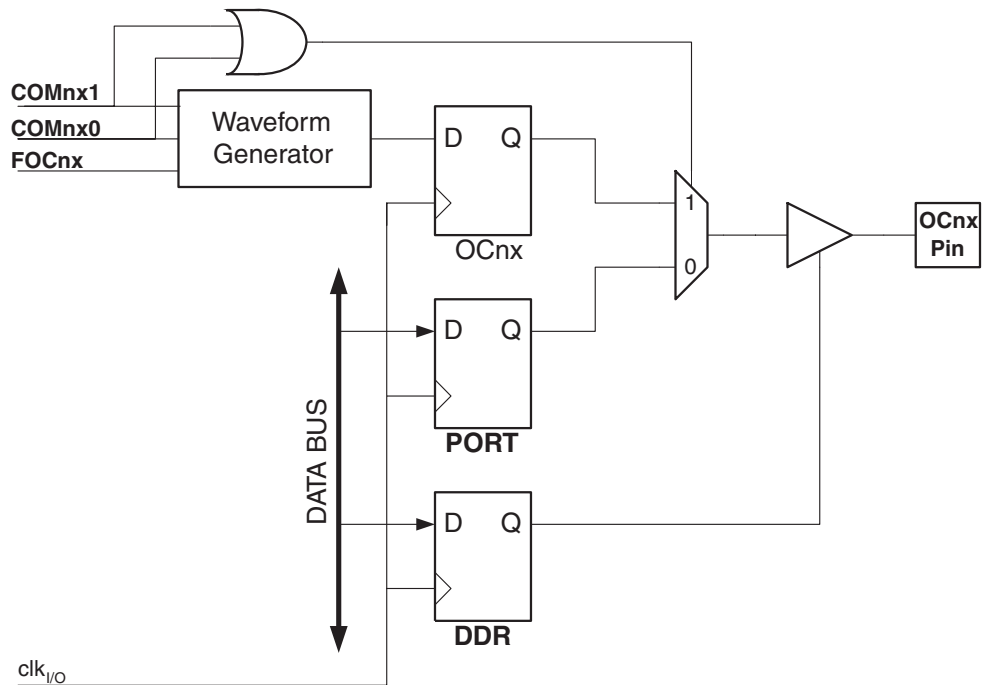 COMnx1
COMnx0
FOCnx
Waveform
Generator
D Q
OCnx
1
0
OCnx
Pin
D Q
PORT
DATA BUS
D Q
DDR
clkI/O